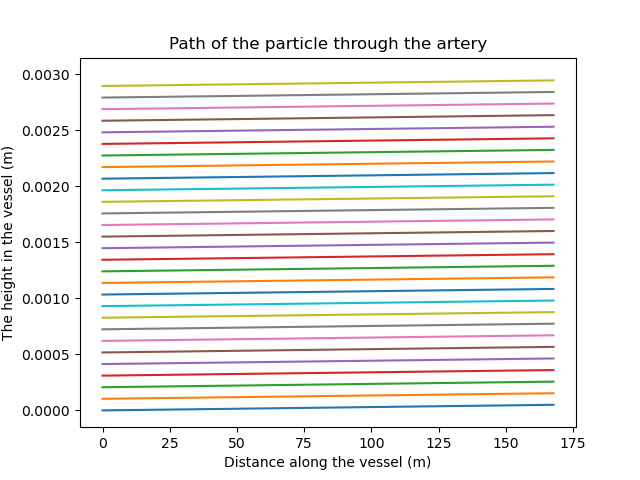 Path of the particle through the artery
0.0030
0.0025
0.0020
0.0015
0.0010
0.0005
0.0000
The height in the vessel (m)
0 25 50 75 100 125 150 175
Distance along the vessel (m)